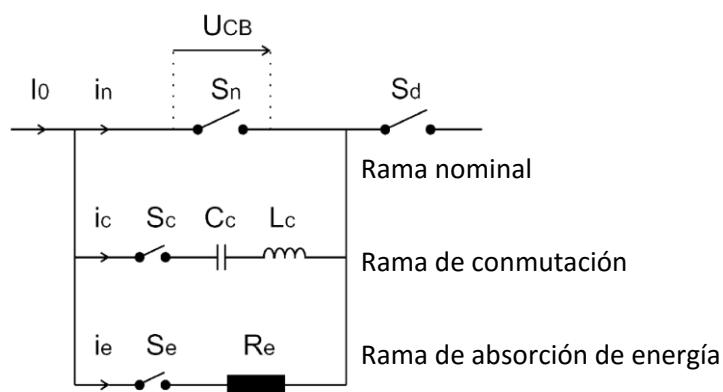 UCB
I0 in Sn Sd
Rama nominal
ic Sc Cc Lc
Rama de conmutación
ie Se Re
Rama de absorción de energía